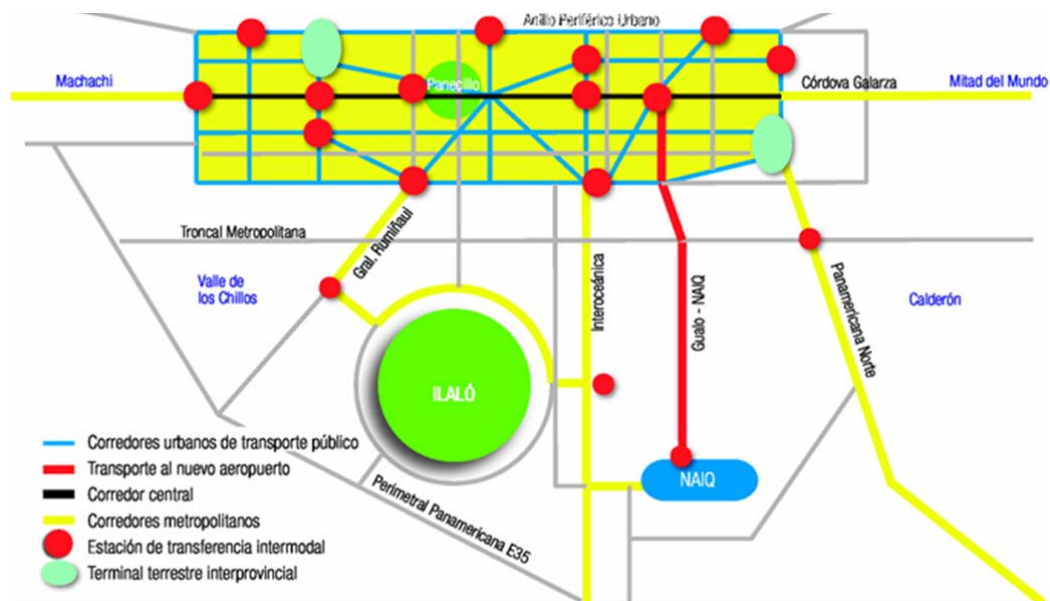 Anillo Periférico Urbano
Machachi
Panecillo
Córdova Galarza
Mitad del Mundo
Troncal Metropolitana
Gral. Rumiñaui
Valle de
los Chillos
Interoceánica
Gualo - NAIQ
Panamericana Norte
Calderón
ILALÓ
NAIQ
Perimetral Panamericana E35
Corredores urbanos de transporte público
Transporte al nuevo aeropuerto
Corredor central
Corredores metropolitanos
Estación de transferencia intermodal
Terminal terrestre interprovincial